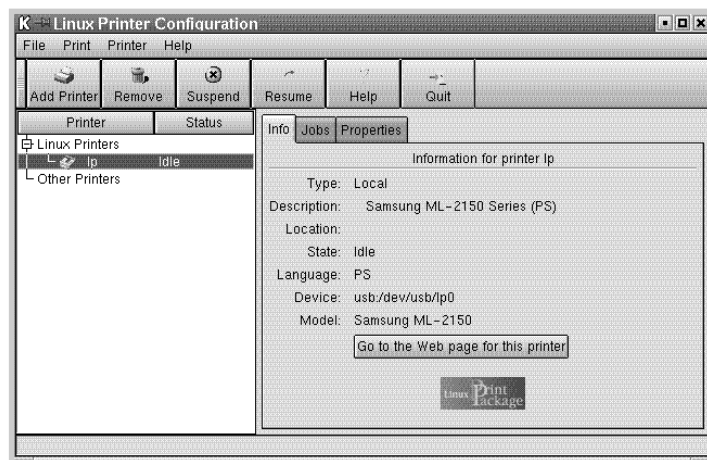 Linux Printer Configuration
File Print Printer Help
Add Printer Remove Suspend Resume Help Quit
Printer Status
Linux Printers
lp Idle
Other Printers
Info Jobs Properties
Information for printer lp
Type: Local
Description: Samsung ML-2150 Series (PS)
Location:
State: Idle
Language: PS
Device: usb:/dev/usb/lp0
Model: Samsung ML-2150
Go to the Web page for this printer
Linux Print Package